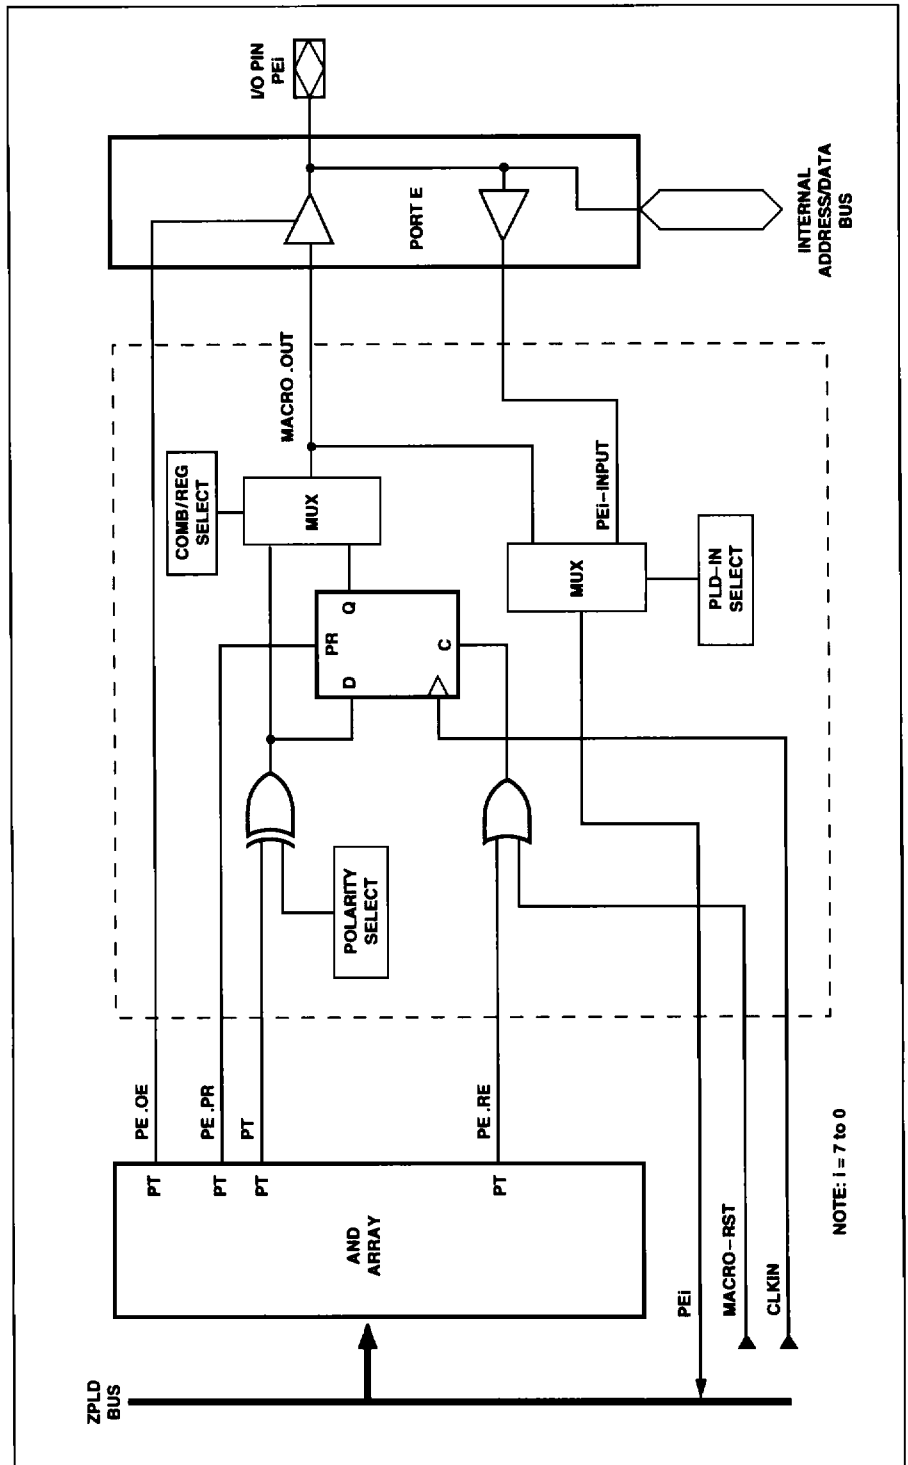 ZPLD
BUS
AND
ARRAY
PT
PT
PT
PT
PE .OE
PE .PR
PT
PE .RE
PEi
MACRO–RST
CLKIN
POLARITY
SELECT
D
PR
Q
C
COMB/REG
SELECT
MUX
MACRO .OUT
MUX
PEi–INPUT
PLD–IN
SELECT
PORT E
I/O PIN
PEi
INTERNAL
ADDRESS/DATA
BUS
NOTE: i = 7 to 0